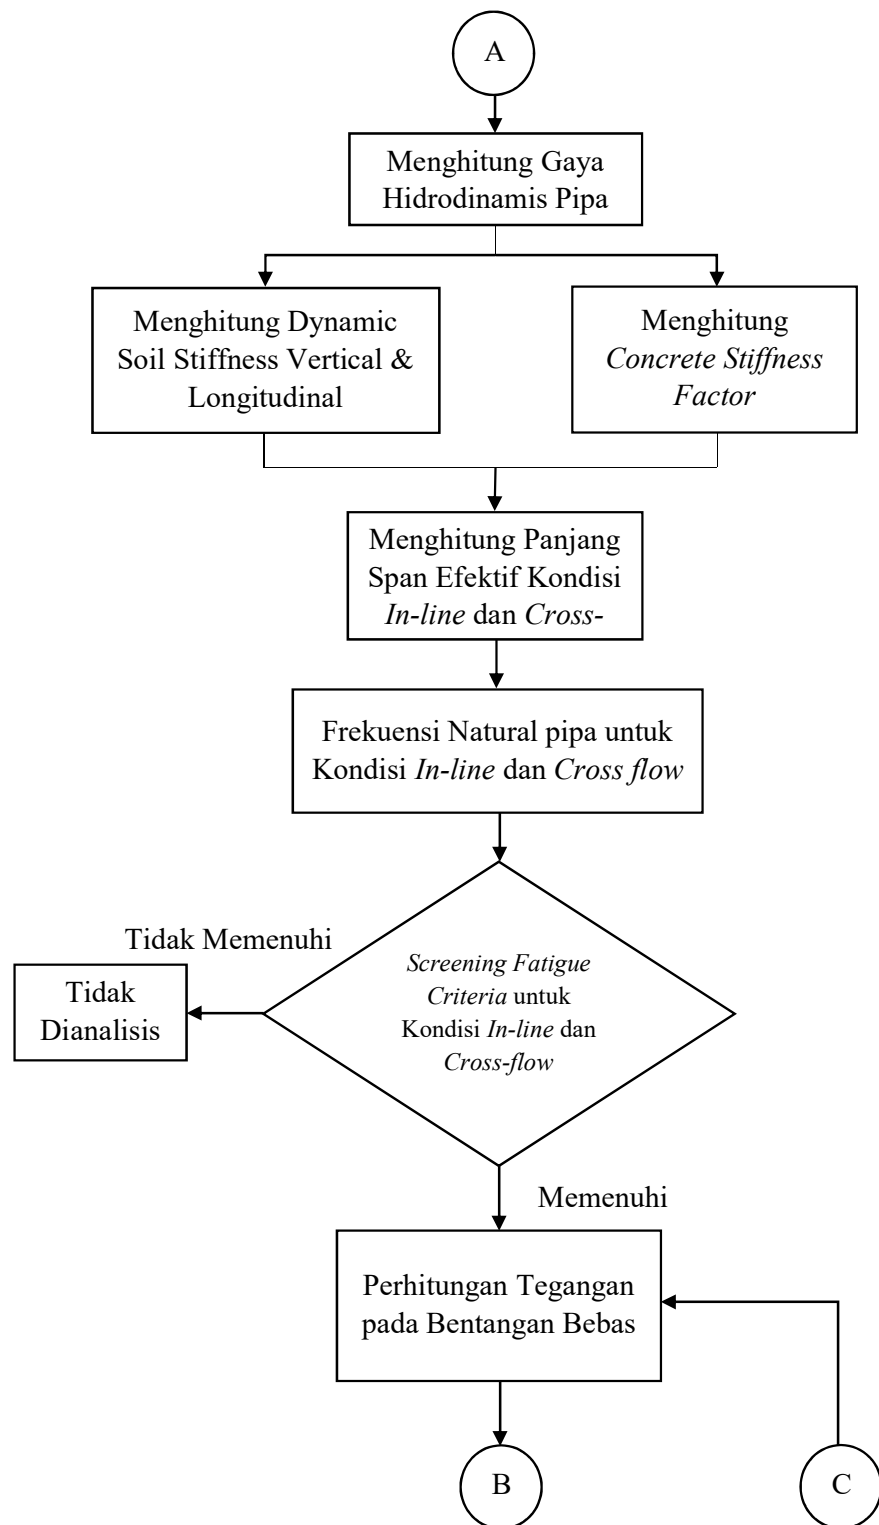 A
Menghitung Gaya
Hidrodinamis Pipa
Menghitung Dynamic
Soil Stiffness Vertical &
Longitudinal
Menghitung
Concrete Stiffness
Factor
Menghitung Panjang
Span Efektif Kondisi
In-line dan Cross-
Frekuensi Natural pipa untuk
Kondisi In-line dan Cross flow
Tidak Memenuhi
Screening Fatigue
Criteria untuk
Kondisi In-line dan
Cross-flow
Tidak
Dianalisis
Memenuhi
Perhitungan Tegangan
pada Bentangan Bebas
B
C